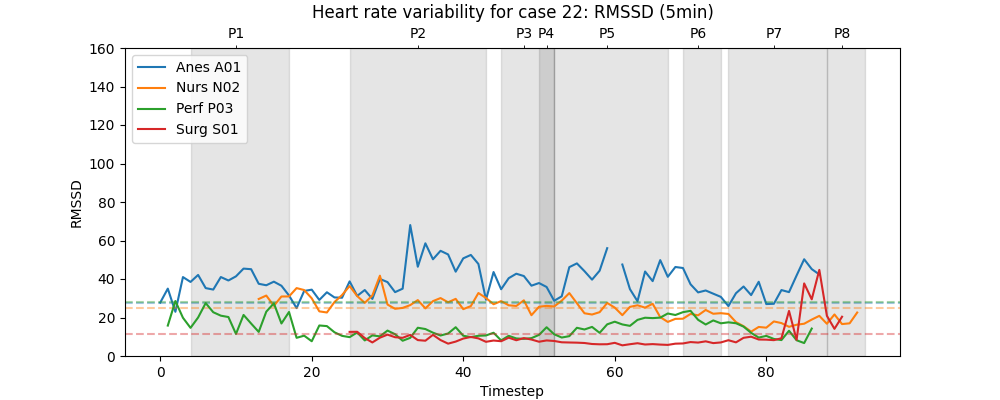 Heart rate variability for case 22: RMSSD (5min)
P1 P2 P3 P4 P5 P6 P7 P8
160
140
120
100
80
60
40
20
0
RMSSD
Anes A01
Nurs N02
Perf P03
Surg S01
0 20 40 60 80
Timestep